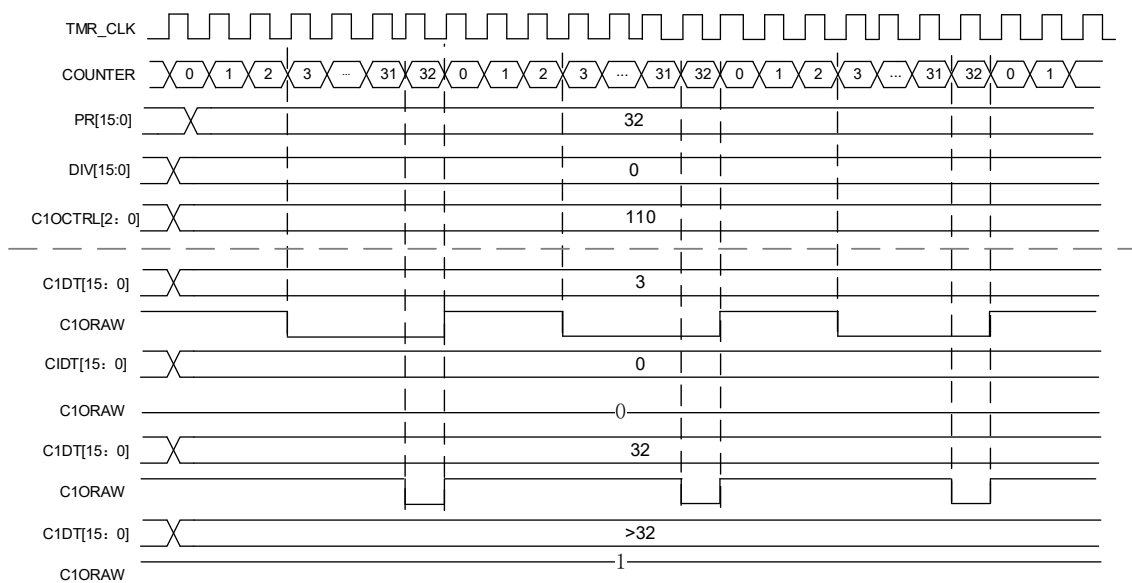 TMR_CLK
COUNTER 0 1 2 3 ... 31 32 0 1 2 3 ... 31 32 0 1 2 3 ... 31 32 0 1
PR[15:0] 32
DIV[15:0] 0
C1OCTRL[2：0] 110
C1DT[15：0] 3
C1ORAW
CIDT[15：0] 0
C1ORAW 0
C1DT[15：0] 32
C1ORAW
C1DT[15：0] >32
C1ORAW 1